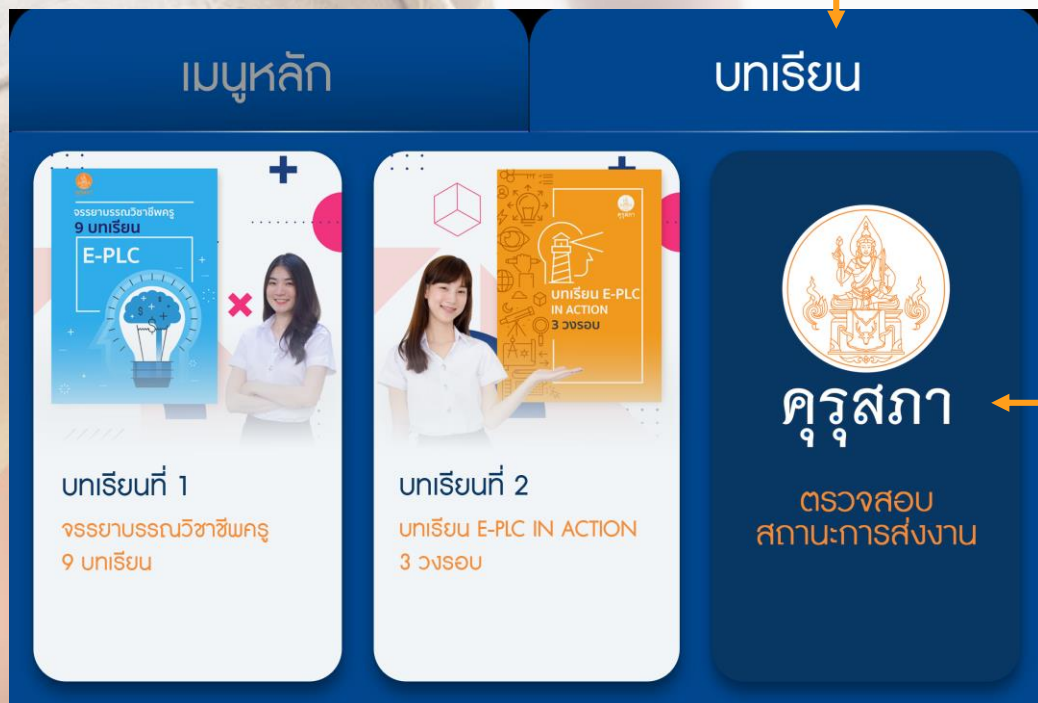 เมนูหลัก
บทเรียน
จรรยาบรรณวิชาชีพครู
9 บทเรียน
E-PLC
บทเรียนที่ 1
จรรยาบรรณวิชาชีพครู
9 บทเรียน
คุรุสภา
บทเรียน E-PLC
IN ACTION
3 วงรอบ
บทเรียนที่ 2
บทเรียน E-PLC IN ACTION
3 วงรอบ
คุรุสภา
ตรวจสอบ
สถานะการส่งงาน